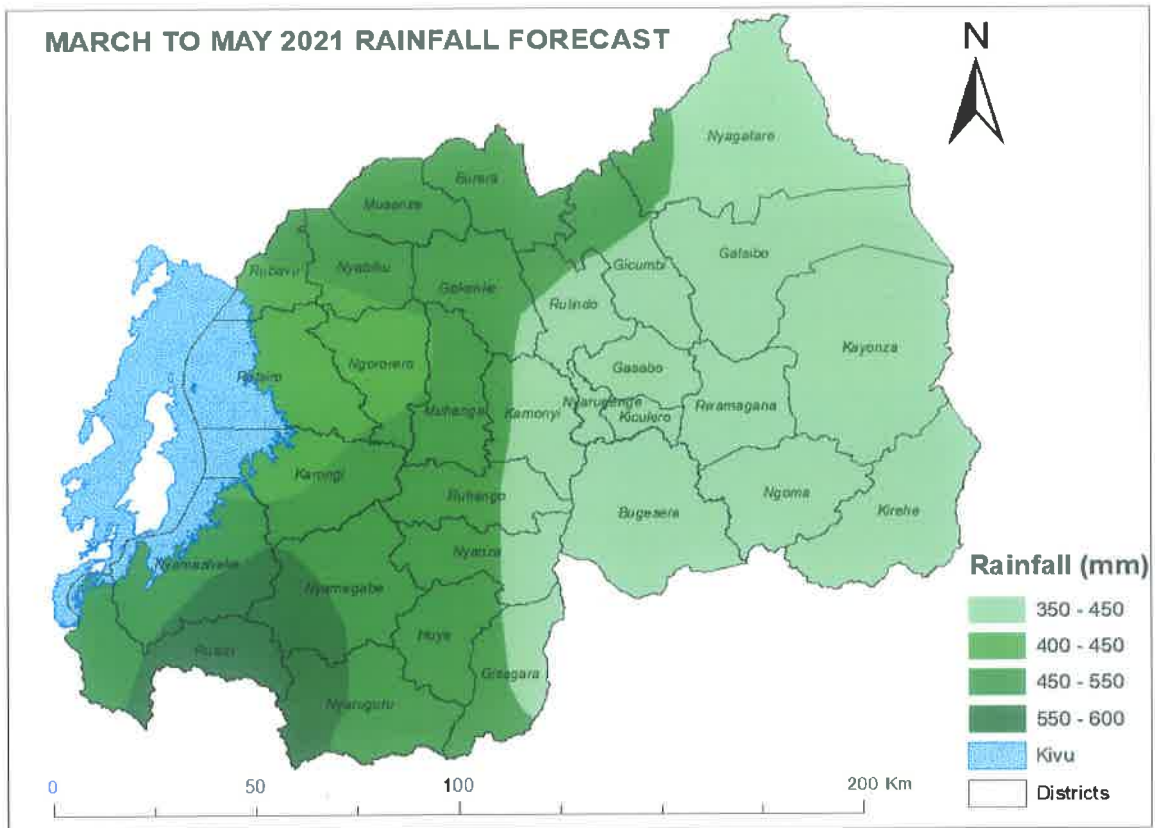 MARCH TO MAY 2021 RAINFALL FORECAST
N
Nyagatare
Burera
Musanze
Gicumbi
Gatsibo
Rubavu
Nyabihu
Gakenke
Rulindo
Kayonza
Ngororero
Gasabo
Rutsiro
Muhanga
Kamonyi
Nyarugenge
Rwamagana
Kicukiro
Karongi
Ruhango
Bugesera
Ngoma
Kirehe
Nyanza
Nyamasheke
Nyamagabe
Huye
Rusizi
Gisagara
Nyaruguru
Rainfall (mm)
350 - 450
400 - 450
450 - 550
550 - 600
Kivu
Districts
0 50 100 200 Km